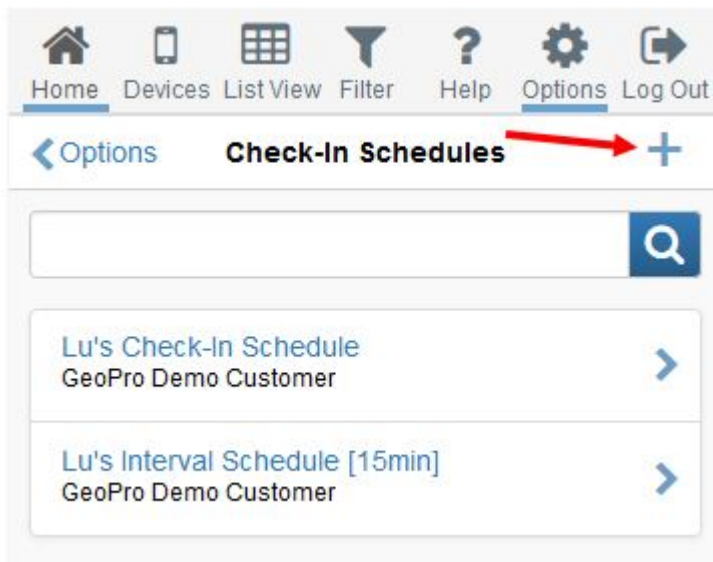 Home Devices List View Filter Help Options Log Out
Options Check-In Schedules
Lu's Check-In Schedule
GeoPro Demo Customer
Lu's Interval Schedule [15min]
GeoPro Demo Customer